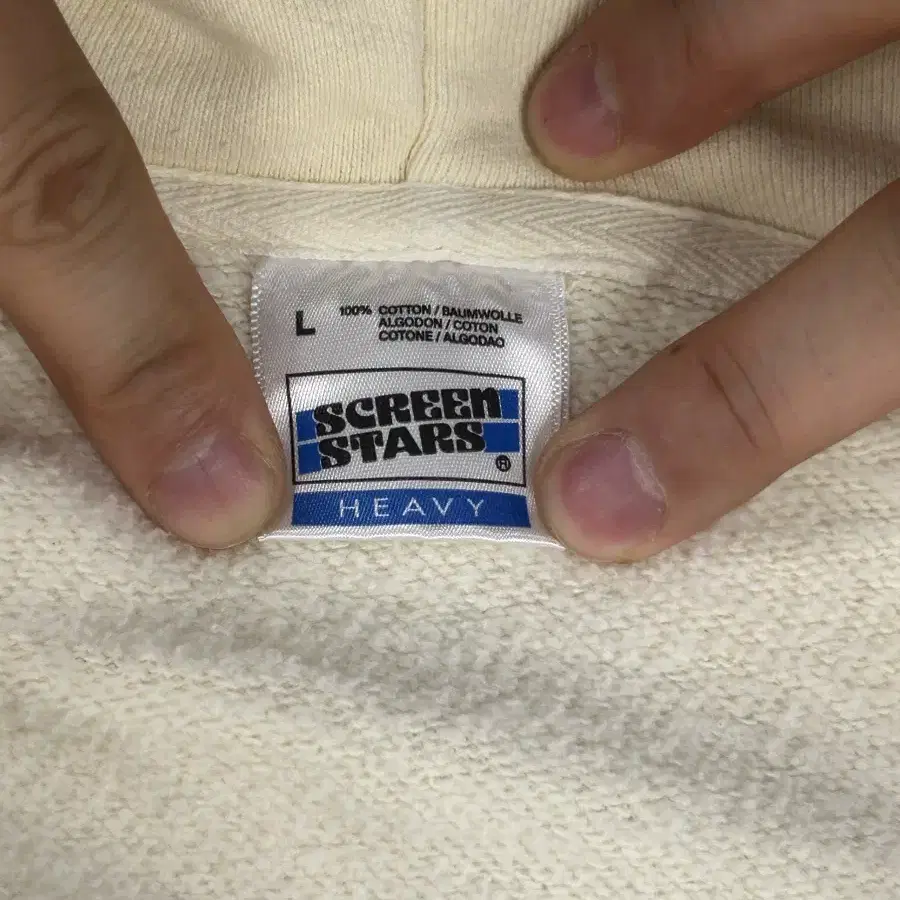 L
100% COTTON / BAUMWOLLE
ALGODON / COTON
COTONE / ALGODAO
SCREEN
STARS
®
HEAVY